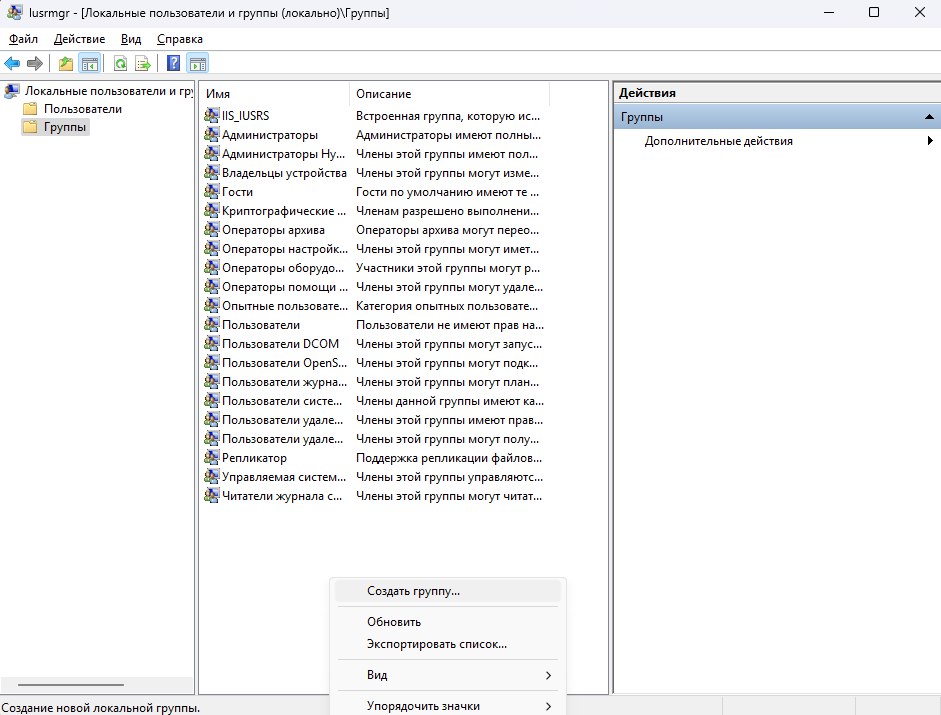 lusrmgr - [Локальные пользователи и группы (локально)\Группы]
Файл Действие Вид Справка
Локальные пользователи и гру
Пользователи
Группы
Имя Описание
IIS_IUSRS Встроенная группа, которую ис...
Администраторы Администраторы имеют полны...
Администраторы Hy... Члены этой группы имеют пол...
Владельцы устройства Члены этой группы могут изме...
Гости Гости по умолчанию имеют те ...
Криптографические ... Членам разрешено выполнени...
Операторы архива Операторы архива могут перео...
Операторы настройк... Члены этой группы могут имет...
Операторы оборудо... Участники этой группы могут р...
Операторы помощи ... Члены этой группы могут удале...
Опытные пользовате... Категория опытных пользовате...
Пользователи Пользователи не имеют прав на...
Пользователи DCOM Члены этой группы могут запус...
Пользователи OpenS... Члены этой группы могут подк...
Пользователи журна... Члены этой группы могут план...
Пользователи систе... Члены данной группы имеют ка...
Пользователи удале... Члены этой группы имеют прав...
Пользователи удале... Члены этой группы могут полу...
Репликатор Поддержка репликации файлов...
Управляемая систем... Члены этой группы управляютс...
Читатели журнала с... Члены этой группы могут читат...
Действия
Группы
Дополнительные действия
Создать группу...
Обновить
Экспортировать список...
Вид
Упорядочить значки
Создание новой локальной группы.